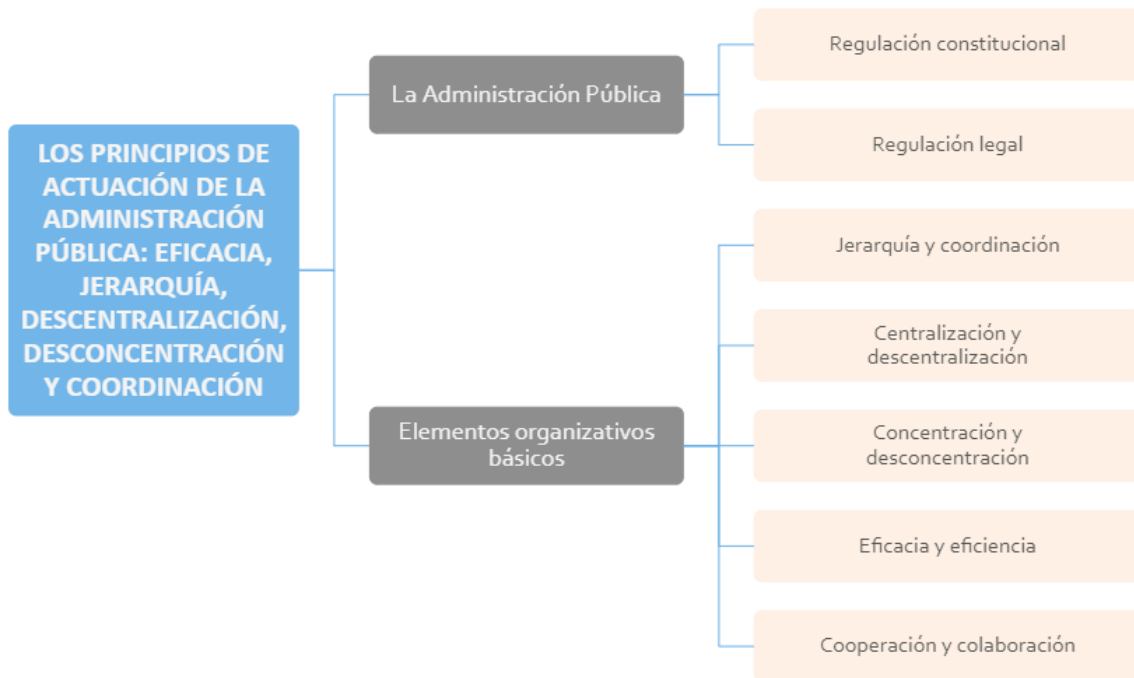 LOS PRINCIPIOS DE
ACTUACIÓN DE LA
ADMINISTRACIÓN
PÚBLICA: EFICACIA,
JERARQUÍA,
DESCENTRALIZACIÓN,
DESCONCENTRACIÓN
Y COORDINACIÓN
La Administración Pública
Regulación constitucional
Regulación legal
Elementos organizativos
básicos
Jerarquía y coordinación
Centralización y
descentralización
Concentración y
desconcentración
Eficacia y eficiencia
Cooperación y colaboración